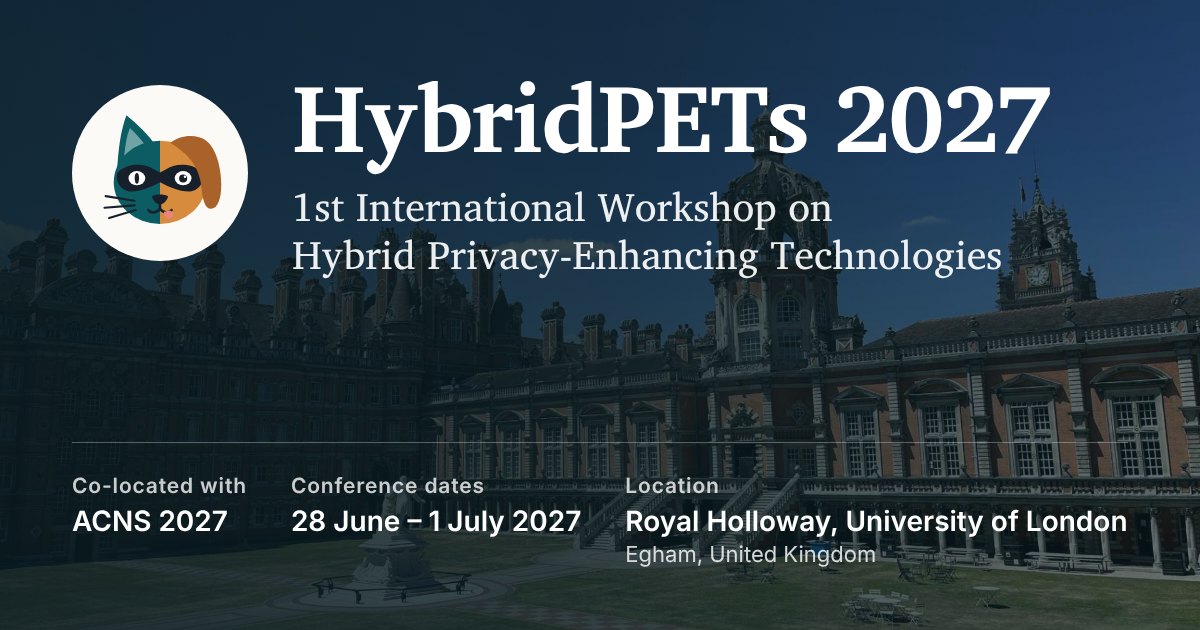 HybridPETs 2027
1st International Workshop on
Hybrid Privacy-Enhancing Technologies
Co-located with
ACNS 2027
Conference dates
28 June – 1 July 2027
Location
Royal Holloway, University of London
Egham, United Kingdom